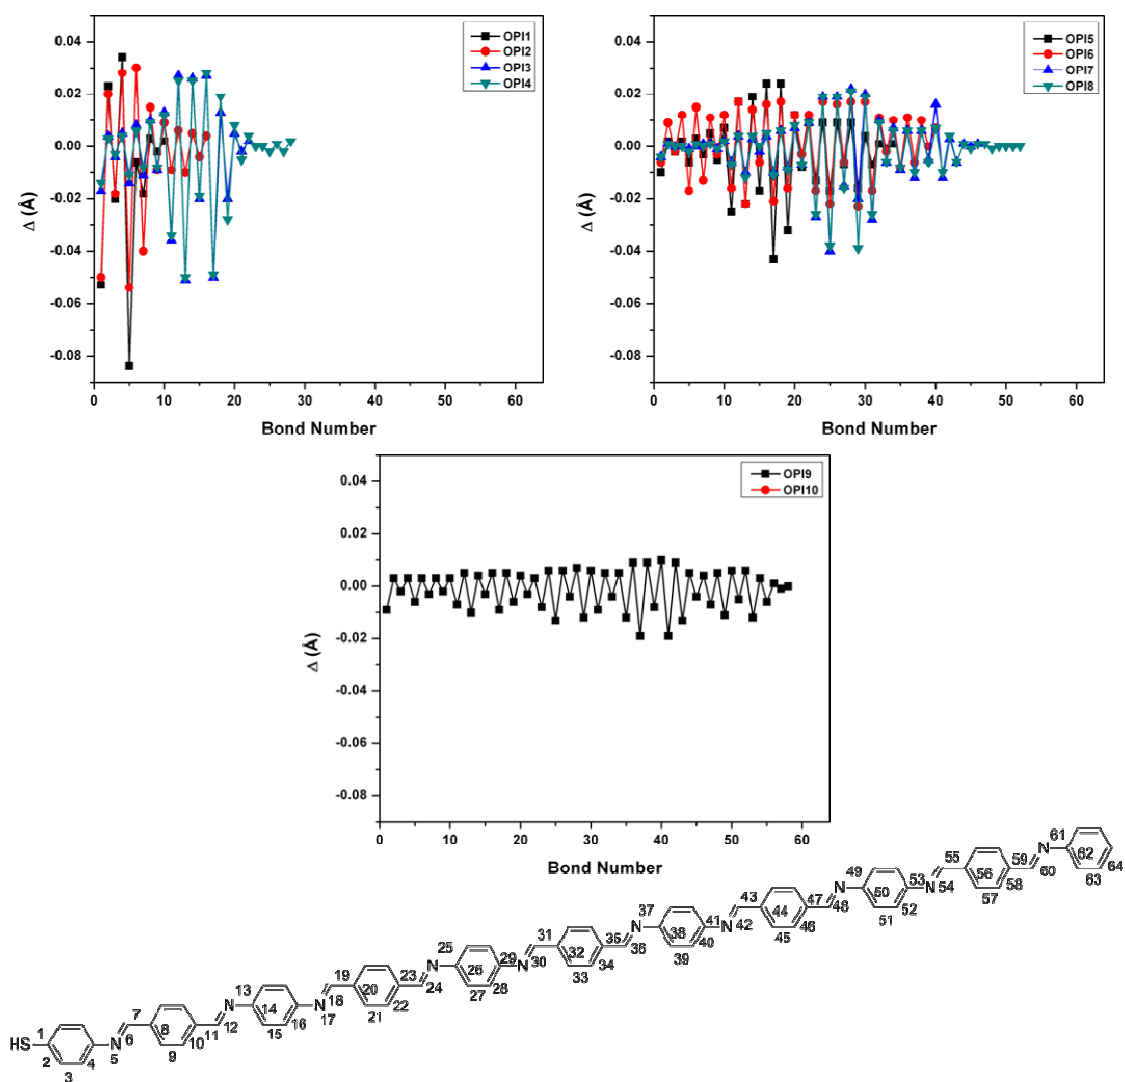 0.04
0.02
0.00
-0.02
-0.04
-0.06
-0.08
Δ (Å)
0 10 20 30 40 50 60
Bond Number
OPI1
OPI2
OPI3
OPI4
0.04
0.02
0.00
-0.02
-0.04
-0.06
-0.08
Δ (Å)
0 10 20 30 40 50 60
Bond Number
OPI5
OPI6
OPI7
OPI8
0.04
0.02
0.00
-0.02
-0.04
-0.06
-0.08
Δ (Å)
0 10 20 30 40 50 60
Bond Number
OPI9
OPI10
HS 1 2 3 4 N 5 6 7 8 9 10 11 12 N 13 14 15 16 N 17 18 19 20 21 22 23 24 N 25 26 27 28 29 N 30 31 32 33 34 35 36 N 37 38 39 40 41 N 42 43 44 45 46 47 48 N 49 50 51 52 53 N 54 55 56 57 58 59 60 N 61 62 63 64